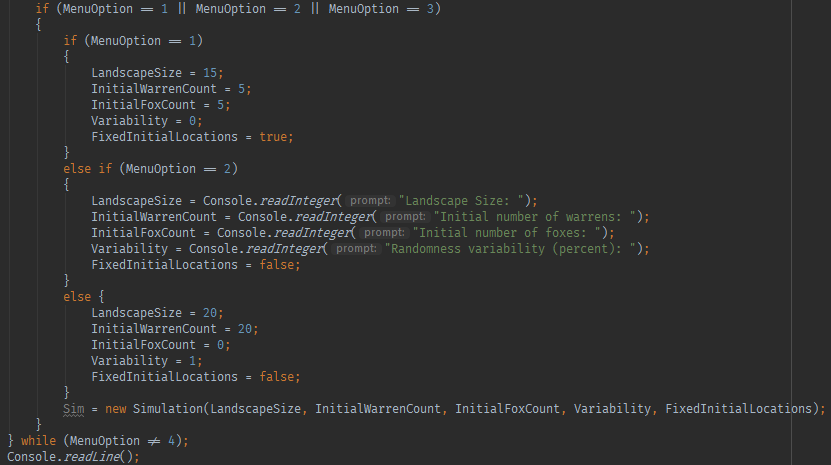 if (MenuOption == 1 || MenuOption == 2 || MenuOption == 3)
{
if (MenuOption == 1)
{
LandscapeSize = 15;
InitialWarrenCount = 5;
InitialFoxCount = 5;
Variability = 0;
FixedInitialLocations = true;
}
else if (MenuOption == 2)
{
LandscapeSize = Console.readInteger( prompt: "Landscape Size: ");
InitialWarrenCount = Console.readInteger( prompt: "Initial number of warrens: ");
InitialFoxCount = Console.readInteger( prompt: "Initial number of foxes: ");
Variability = Console.readInteger( prompt: "Randomness variability (percent): ");
FixedInitialLocations = false;
}
else {
LandscapeSize = 20;
InitialWarrenCount = 20;
InitialFoxCount = 0;
Variability = 1;
FixedInitialLocations = false;
}
Sim = new Simulation(LandscapeSize, InitialWarrenCount, InitialFoxCount, Variability, FixedInitialLocations);
}
} while (MenuOption ≠ 4);
Console.readLine();